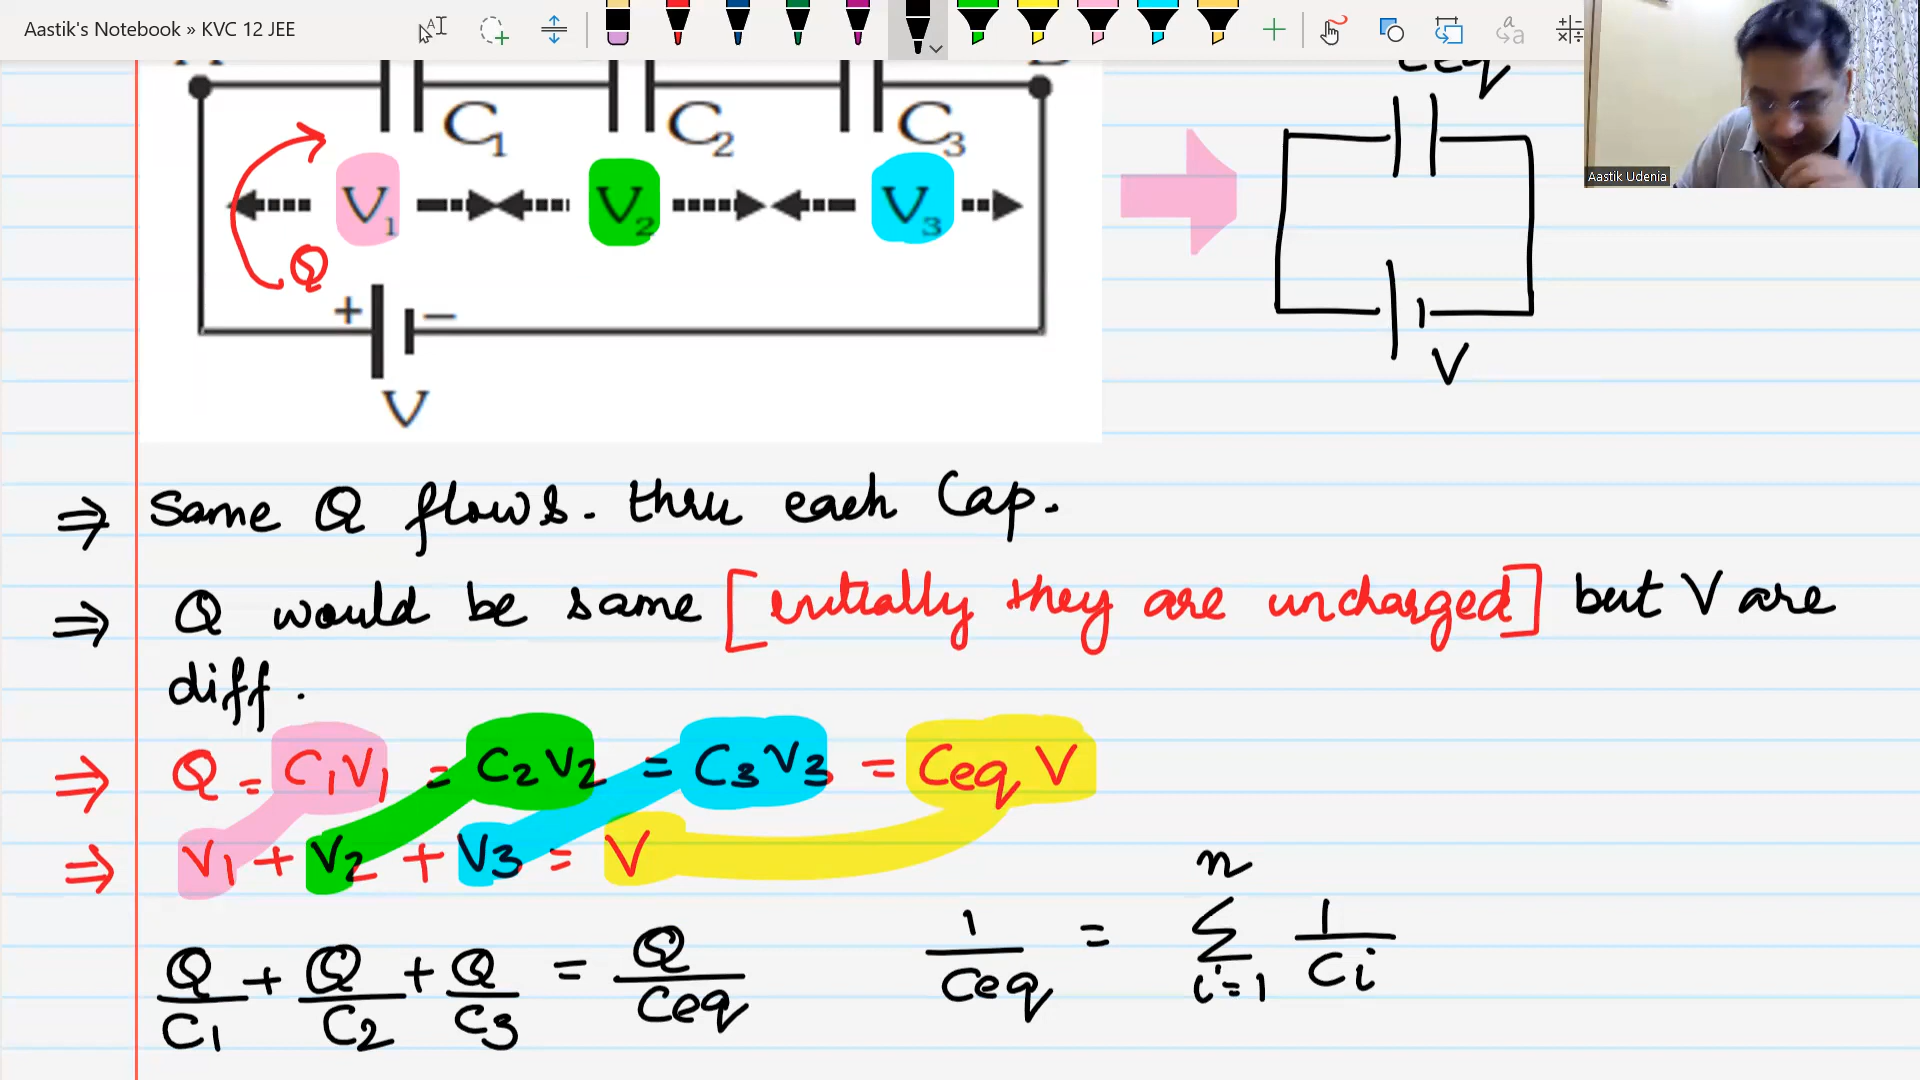 Aastik's Notebook » KVC 12 JEE
Ceq
C1 C2 C3
V1 V2 V3
Q
+ −
V
V
Aastik Udenia
⇒ Same Q flows. thru each Cap.
⇒ Q would be same [initially they are uncharged] but V are
diff.
⇒ Q = C1V1 = C2V2 = C3V3 = Ceq V
⇒ V1 + V2 + V3 = V
Q/C1 + Q/C2 + Q/C3 = Q/Ceq
1/Ceq = n Σ i=1 1/Ci